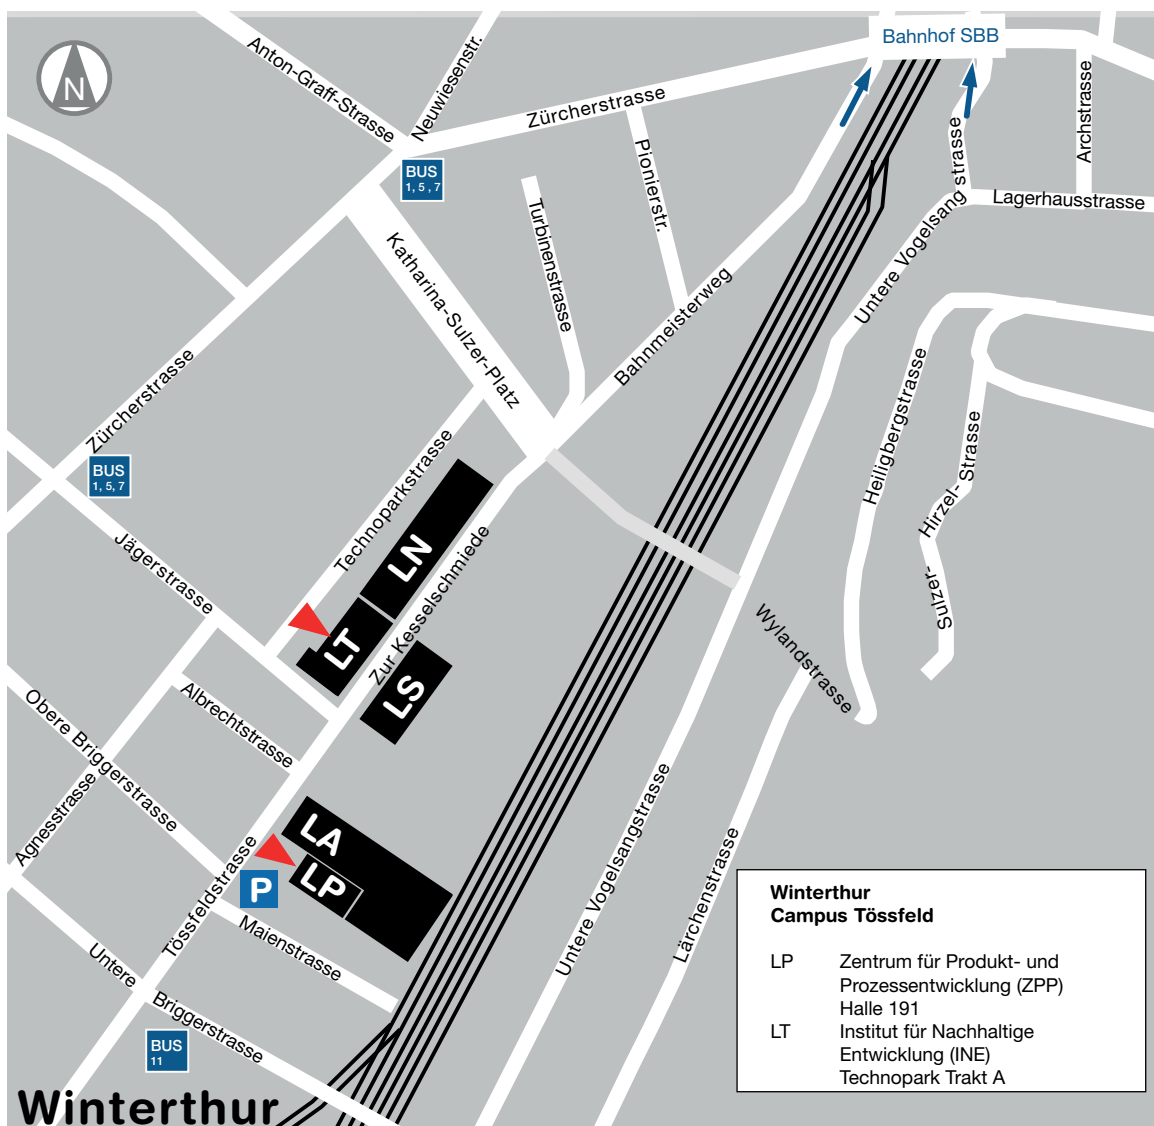 Bahnhof SBB
N
Anton-Graff-Strasse
Neuwiesenstr.
Zürcherstrasse
Archstrasse
BUS
1, 5 , 7
Pionierstr.
Untere Vogelsang strasse
Lagerhausstrasse
Turbinenstrasse
Katharina-Sulzer-Platz
Bahnmeisterweg
Zürcherstrasse
Heiligbergstrasse
BUS
1, 5, 7
Technoparkstrasse
Sulzer-
Hirzel-
Strasse
Jägerstrasse
LN
Zur Kesselschmiede
LT
LS
Wylandstrasse
Albrechtstrasse
Obere Briggerstrasse
Agnesstrasse
LA
LP
P
Tössfeldstrasse
Maienstrasse
Untere Vogelsangstrasse
Lärchenstrasse
Untere
Briggerstrasse
BUS
11
Winterthur
Winterthur
Campus Tössfeld
LP Zentrum für Produkt- und
Prozessentwicklung (ZPP)
Halle 191
LT Institut für Nachhaltige
Entwicklung (INE)
Technopark Trakt A